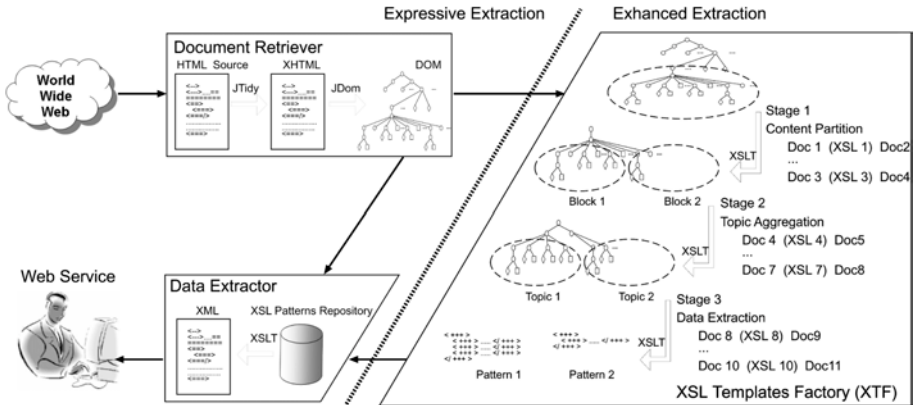 Expressive Extraction
Enhanced Extraction
Document Retriever
HTML Source
XHTML
DOM
JTidy
JDom
World
Wide
Web
Stage 1
Content Partition
XSLT
Doc 1 (XSL 1) Doc2
...
Doc 3 (XSL 3) Doc4
Block 1
Block 2
Stage 2
Topic Aggregation
XSLT
Doc 4 (XSL 4) Doc5
...
Doc 7 (XSL 7) Doc8
Topic 1
Topic 2
Stage 3
Data Extraction
XSLT
Doc 8 (XSL 8) Doc9
...
Doc 10 (XSL 10) Doc11
Pattern 1
Pattern 2
XSL Templates Factory (XTF)
Web Service
Data Extractor
XML
XSL Patterns Repository
XSLT